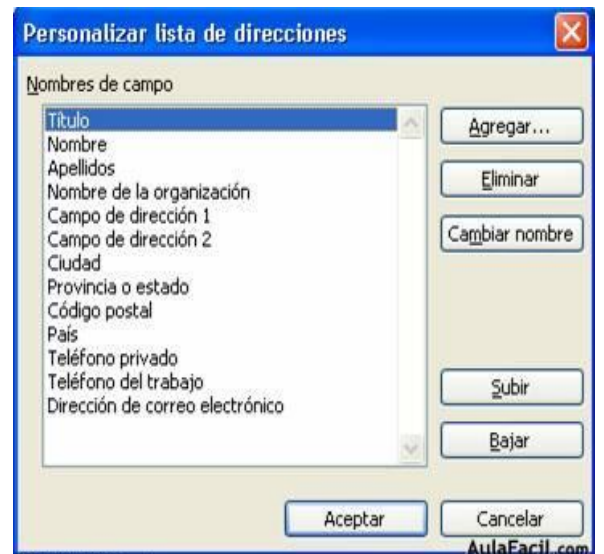 Personalizar lista de direcciones
Nombres de campo
Título
Nombre
Apellidos
Nombre de la organización
Campo de dirección 1
Campo de dirección 2
Ciudad
Provincia o estado
Código postal
País
Teléfono privado
Teléfono del trabajo
Dirección de correo electrónico
Agregar...
Eliminar
Cambiar nombre
Subir
Bajar
Aceptar
Cancelar
AulaFacil.com